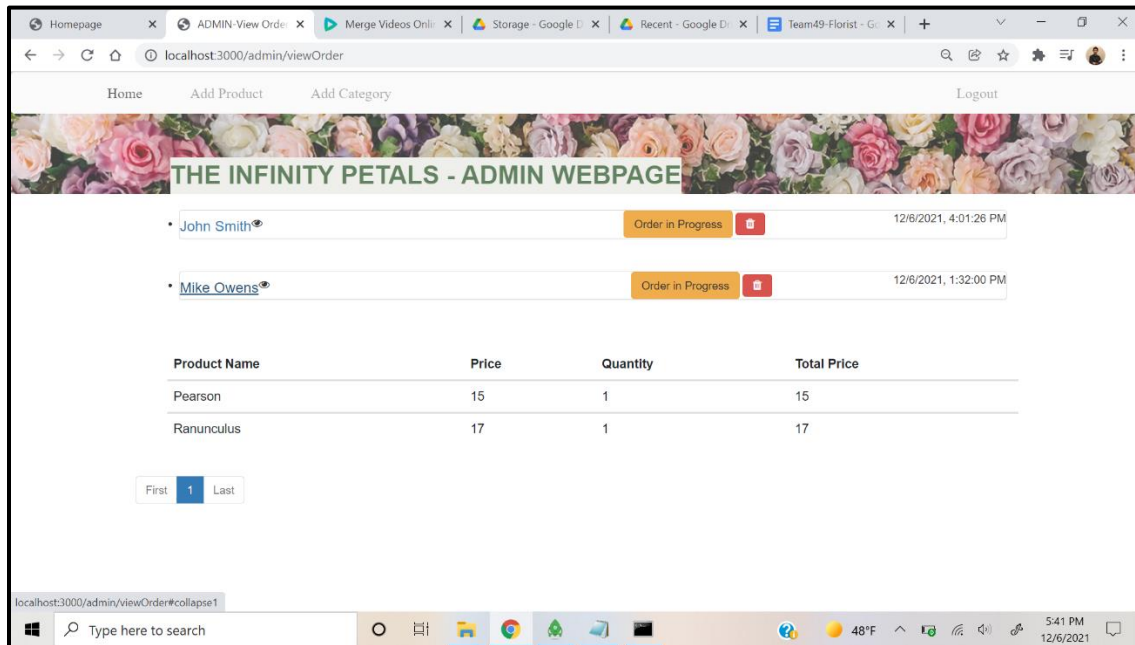 Homepage
ADMIN-View Order
Merge Videos Onlin
Storage - Google D
Recent - Google Dr
Team49-Florist - Go
localhost:3000/admin/viewOrder
Home Add Product Add Category Logout
THE INFINITY PETALS - ADMIN WEBPAGE
John Smith Order in Progress 12/6/2021, 4:01:26 PM
Mike Owens Order in Progress 12/6/2021, 1:32:00 PM
Product Name Price Quantity Total Price
Pearson 15 1 15
Ranunculus 17 1 17
First 1 Last
localhost:3000/admin/viewOrder#collapse1
Type here to search 48°F 5:41 PM
12/6/2021